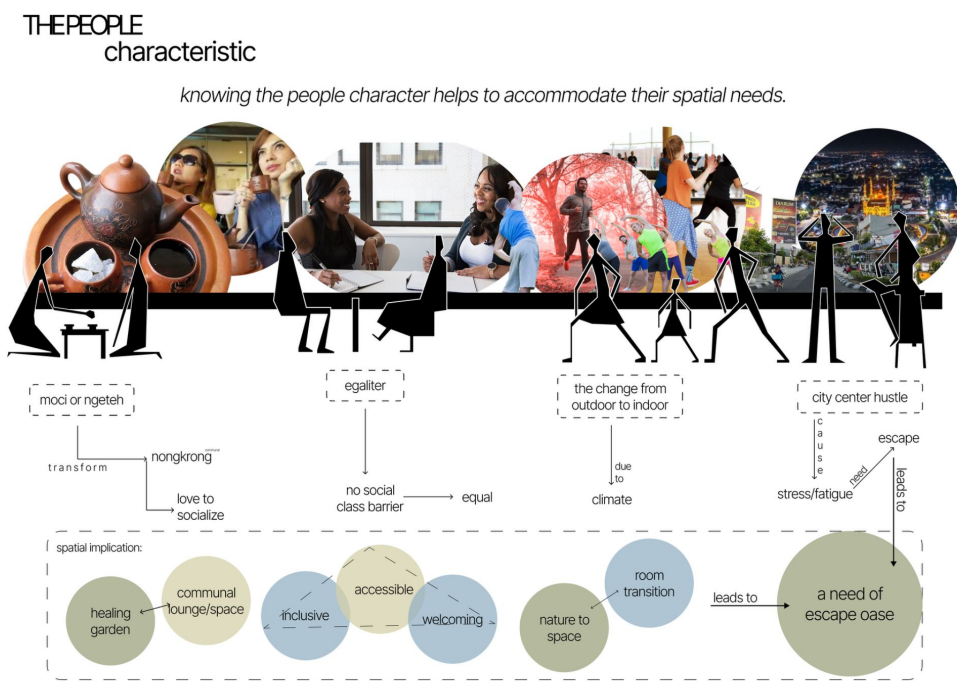 THEPEOPLE
characteristic
knowing the people character helps to accommodate their spatial needs.
moci or ngeteh
egaliter
the change from
outdoor to indoor
city center hustle
transform
nongkrong
love to
socialize
no social
class barrier
equal
due
to
climate
cause
stress/fatigue
need
escape
leads to
spatial implication:
healing
garden
communal
lounge/space
inclusive
accessible
welcoming
nature to
space
room
transition
leads to
a need of
escape oase